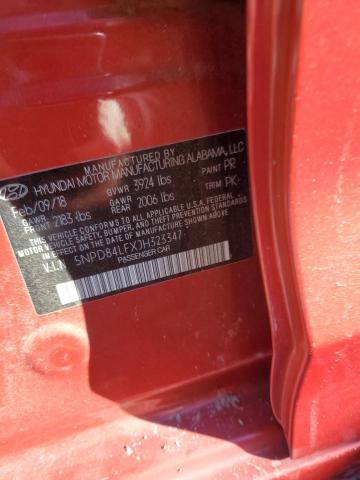 MANUFACTURED BY
HYUNDAI MOTOR MANUFACTURING ALABAMA, LLC
Feb/09/18 GVWR 3924 lbs PAINT PR
GAWR FRONT 2183 lbs GAWR REAR 2006 lbs TRIM PK
THIS VEHICLE CONFORMS TO ALL APPLICABLE U.S.A. FEDERAL
VEHICLE SAFETY, BUMPER, AND THEFT PREVENTION STANDARDS
IN EFFECT ON THE DATE OF MANUFACTURE SHOWN ABOVE.
V.I.N 5NPD84LFXJH323347
PASSENGER CAR